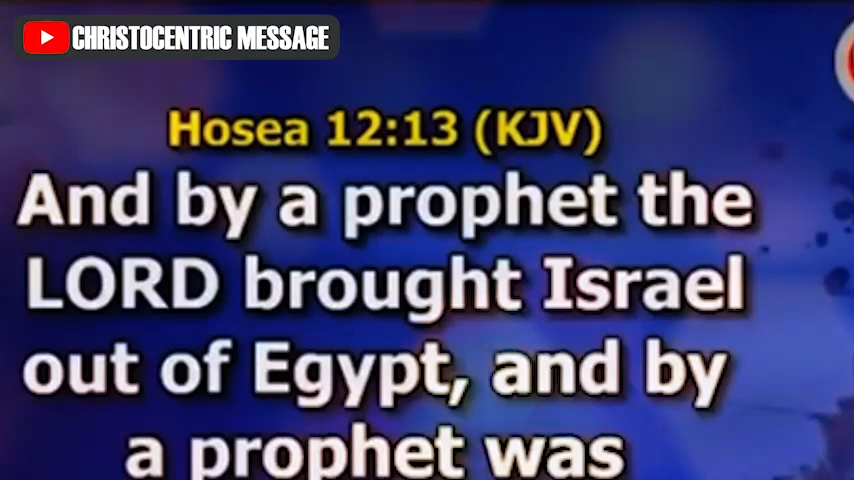 CHRISTOCENTRIC MESSAGE
Hosea 12:13 (KJV)
And by a prophet the
LORD brought Israel
out of Egypt, and by
a prophet was